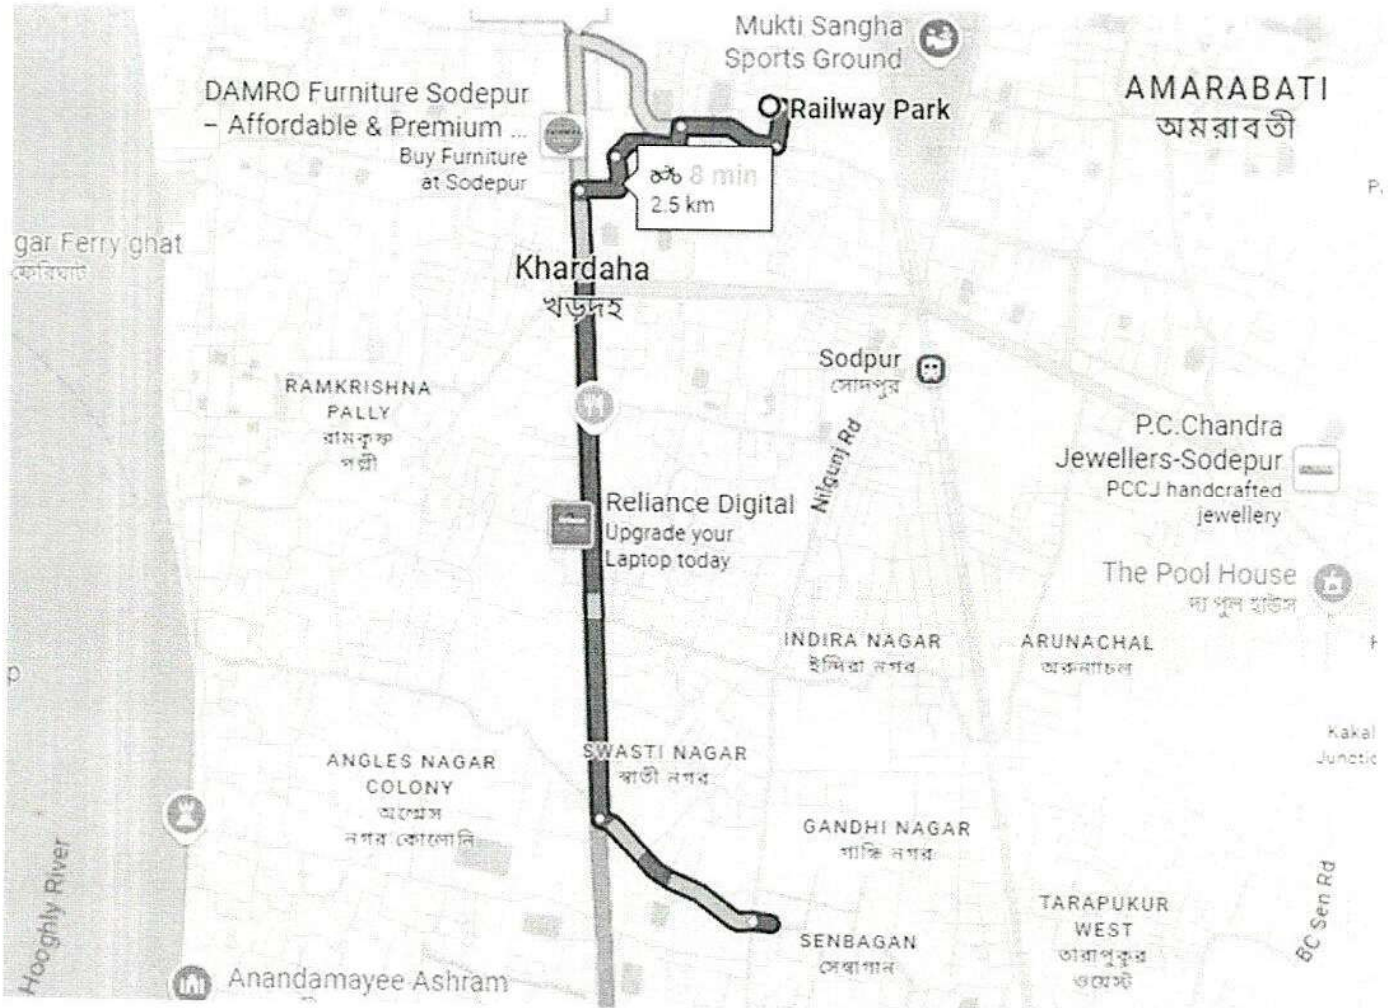 Mukti Sangha
Sports Ground
AMARABATI
অমরাবতী
DAMRO Furniture Sodepur
– Affordable & Premium ...
Buy Furniture
at Sodepur
Railway Park
8 min
2.5 km
gar Ferry ghat
ফেরিঘাট
Khardaha
খড়দহ
Sodpur
সোদপুর
RAMKRISHNA
PALLY
রামকৃষ্ণ
পল্লী
Nilgunj Rd
P.C.Chandra
Jewellers-Sodepur
PCCJ handcrafted
jewellery
Reliance Digital
Upgrade your
Laptop today
The Pool House
দ্য পুল হাউস
INDIRA NAGAR
ইন্দিরা নগর
ARUNACHAL
অরুনাচল
Kakal
Junctic
SWASTI NAGAR
স্বাতী নগর
ANGLES NAGAR
COLONY
নগর কোলোনি
GANDHI NAGAR
গান্ধি নগর
Hooghly River
TARAPUKUR
WEST
তারাপুকুর
ওয়েস্ট
BC Sen Rd
SENBAGAN
সেনবাগান
Anandamayee Ashram